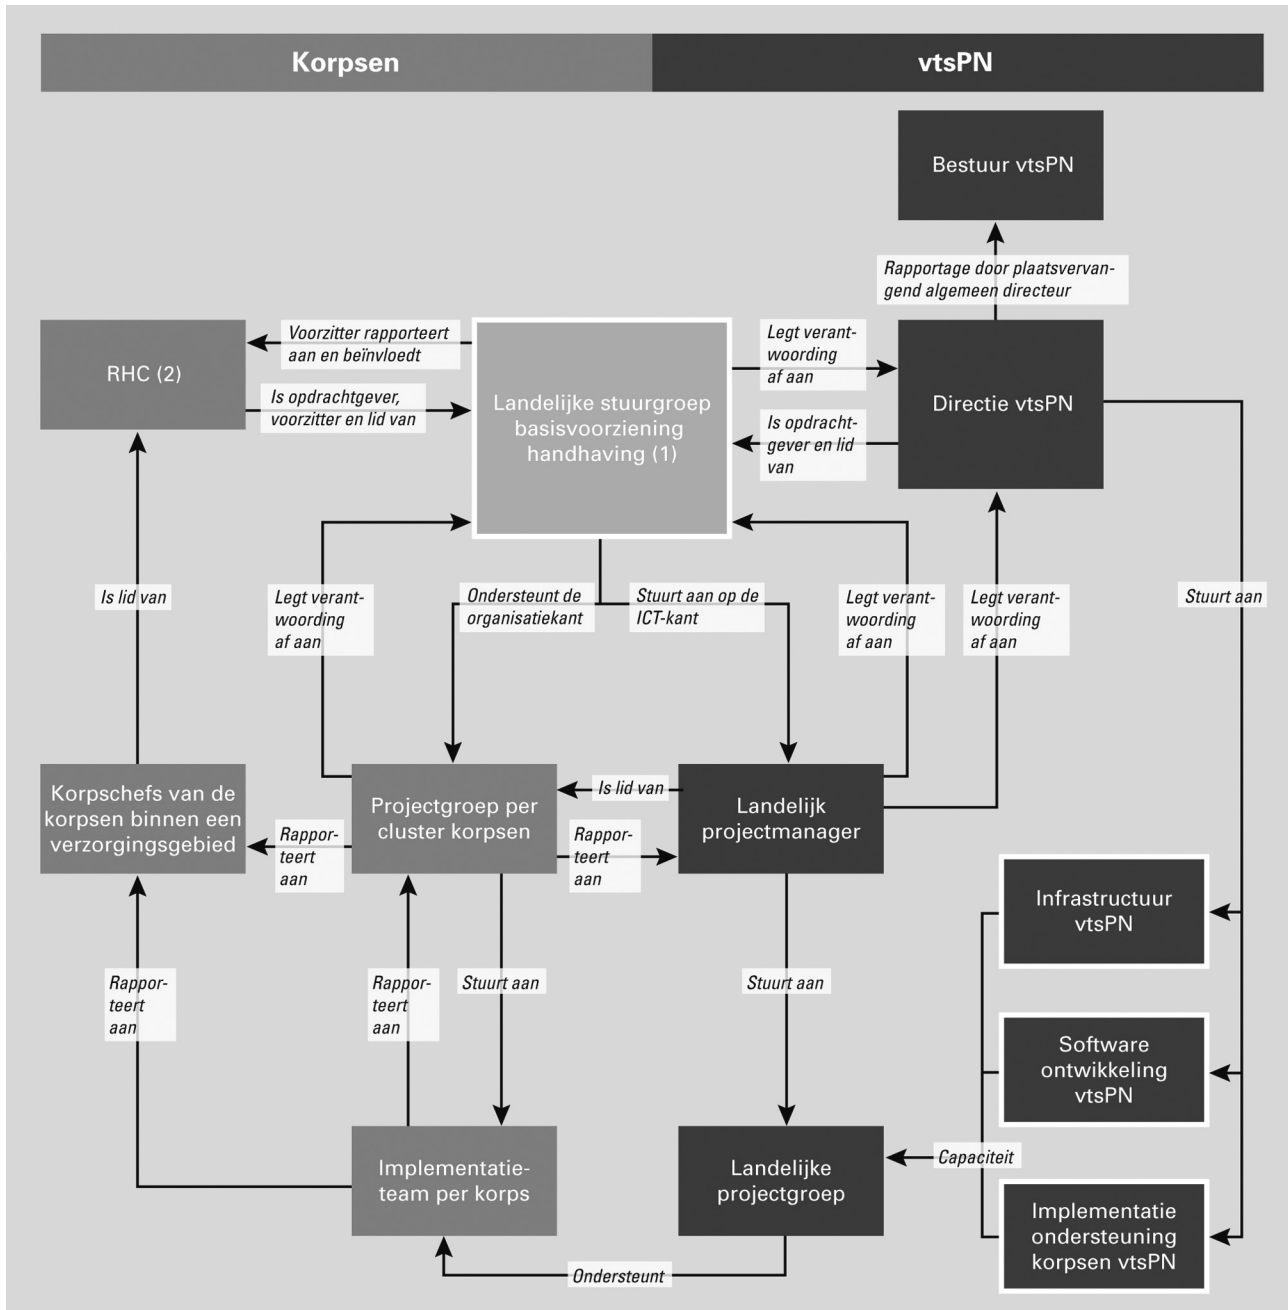 Korpsen
vtsPN
Bestuur vtsPN
Rapportage door plaatsvervan-
gend algemeen directeur
RHC (2)
Voorzitter rapporteert
aan en beïnvloedt
Is opdrachtgever,
voorzitter en lid van
Landelijke stuurgroep
basisvoorziening
handhaving (1)
Legt verant-
woording
af aan
Is opdracht-
gever en lid
van
Directie vtsPN
Is lid van
Legt verant-
woording
af aan
Ondersteunt de
organisatiekant
Stuurt aan op de
ICT-kant
Legt verant-
woording
af aan
Legt verant-
woording
af aan
Stuurt aan
Korpschefs van de
korpsen binnen een
verzorgingsgebied
Rappor-
teert
aan
Projectgroep per
cluster korpsen
Is lid van
Rappor-
teert
aan
Landelijk
projectmanager
Infrastructuur
vtsPN
Rappor-
teert
aan
Rappor-
teert
aan
Stuurt aan
Stuurt aan
Software
ontwikkeling
vtsPN
Implementatie-
team per korps
Landelijke
projectgroep
Capaciteit
Implementatie
ondersteuning
korpsen vtsPN
Ondersteunt